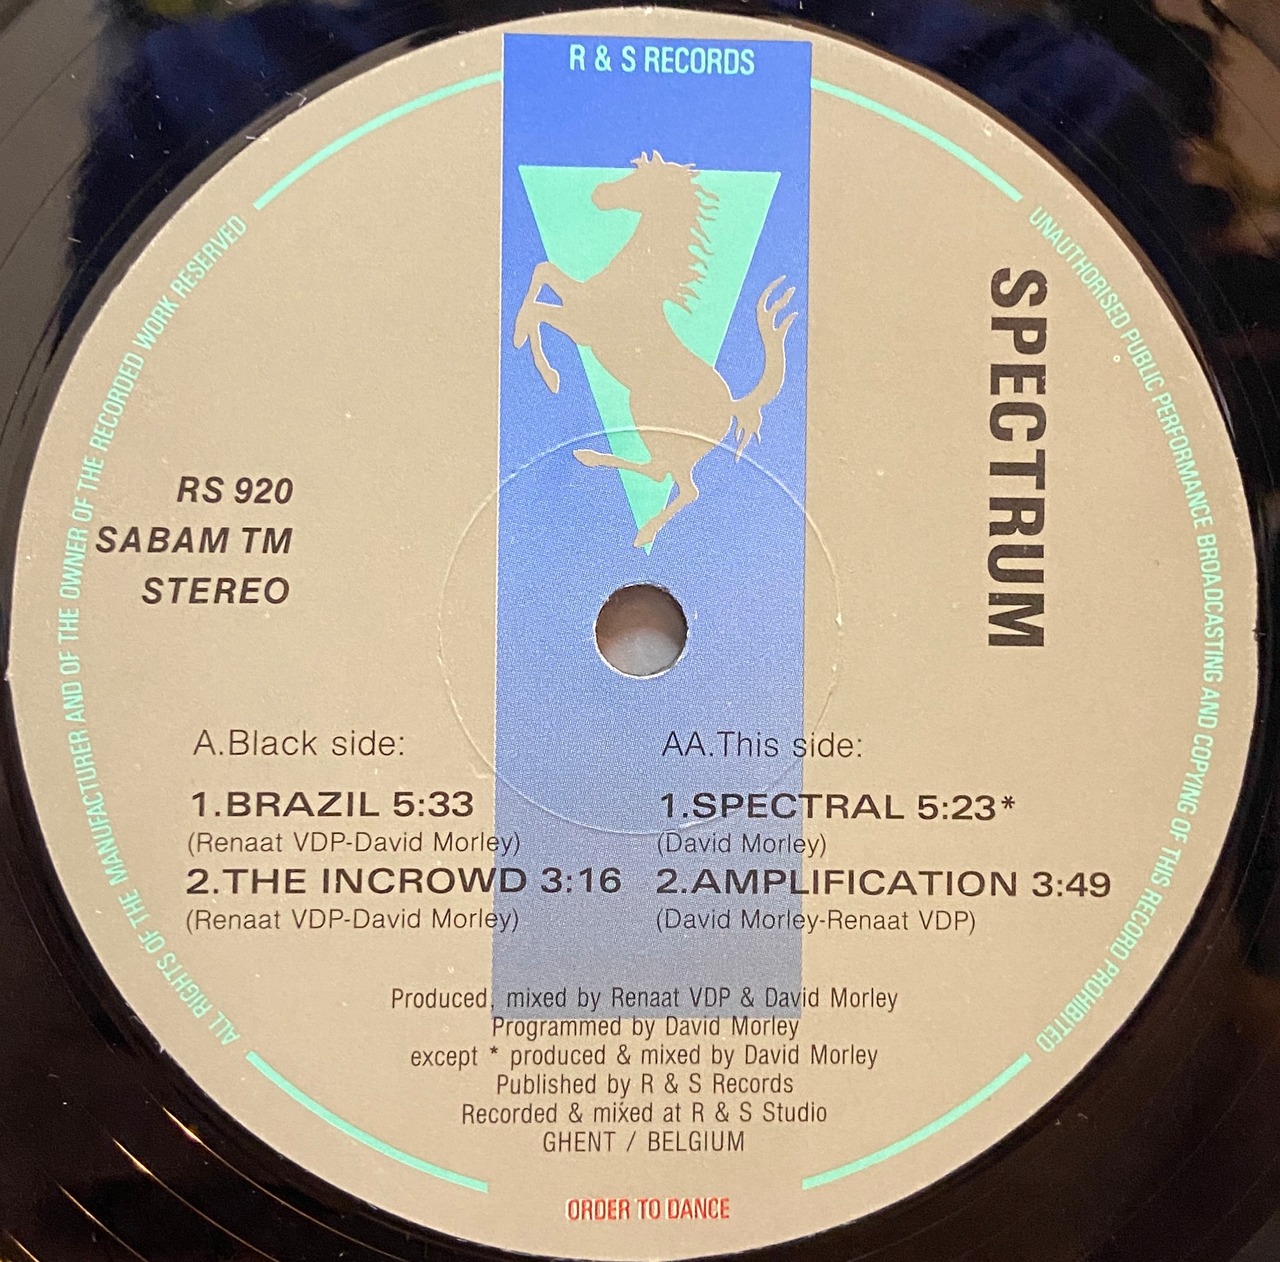 R & S RECORDS
SPECTRUM
RS 920
SABAM TM
STEREO
A.Black side:
1.BRAZIL 5:33
(Renaat VDP-David Morley)
2.THE INCROWD 3:16
(Renaat VDP-David Morley)
AA.This side:
1.SPECTRAL 5:23*
(David Morley)
2.AMPLIFICATION 3:49
(David Morley-Renaat VDP)
Produced, mixed by Renaat VDP & David Morley
Programmed by David Morley
except * produced & mixed by David Morley
Published by R & S Records
Recorded & mixed at R & S Studio
GHENT / BELGIUM
ORDER TO DANCE
ALL RIGHTS OF THE MANUFACTURER AND OF THE OWNER OF THE RECORDED WORK RESERVED
UNAUTHORISED PUBLIC PERFORMANCE BROADCASTING AND COPYING OF THIS RECORD PROHIBITED